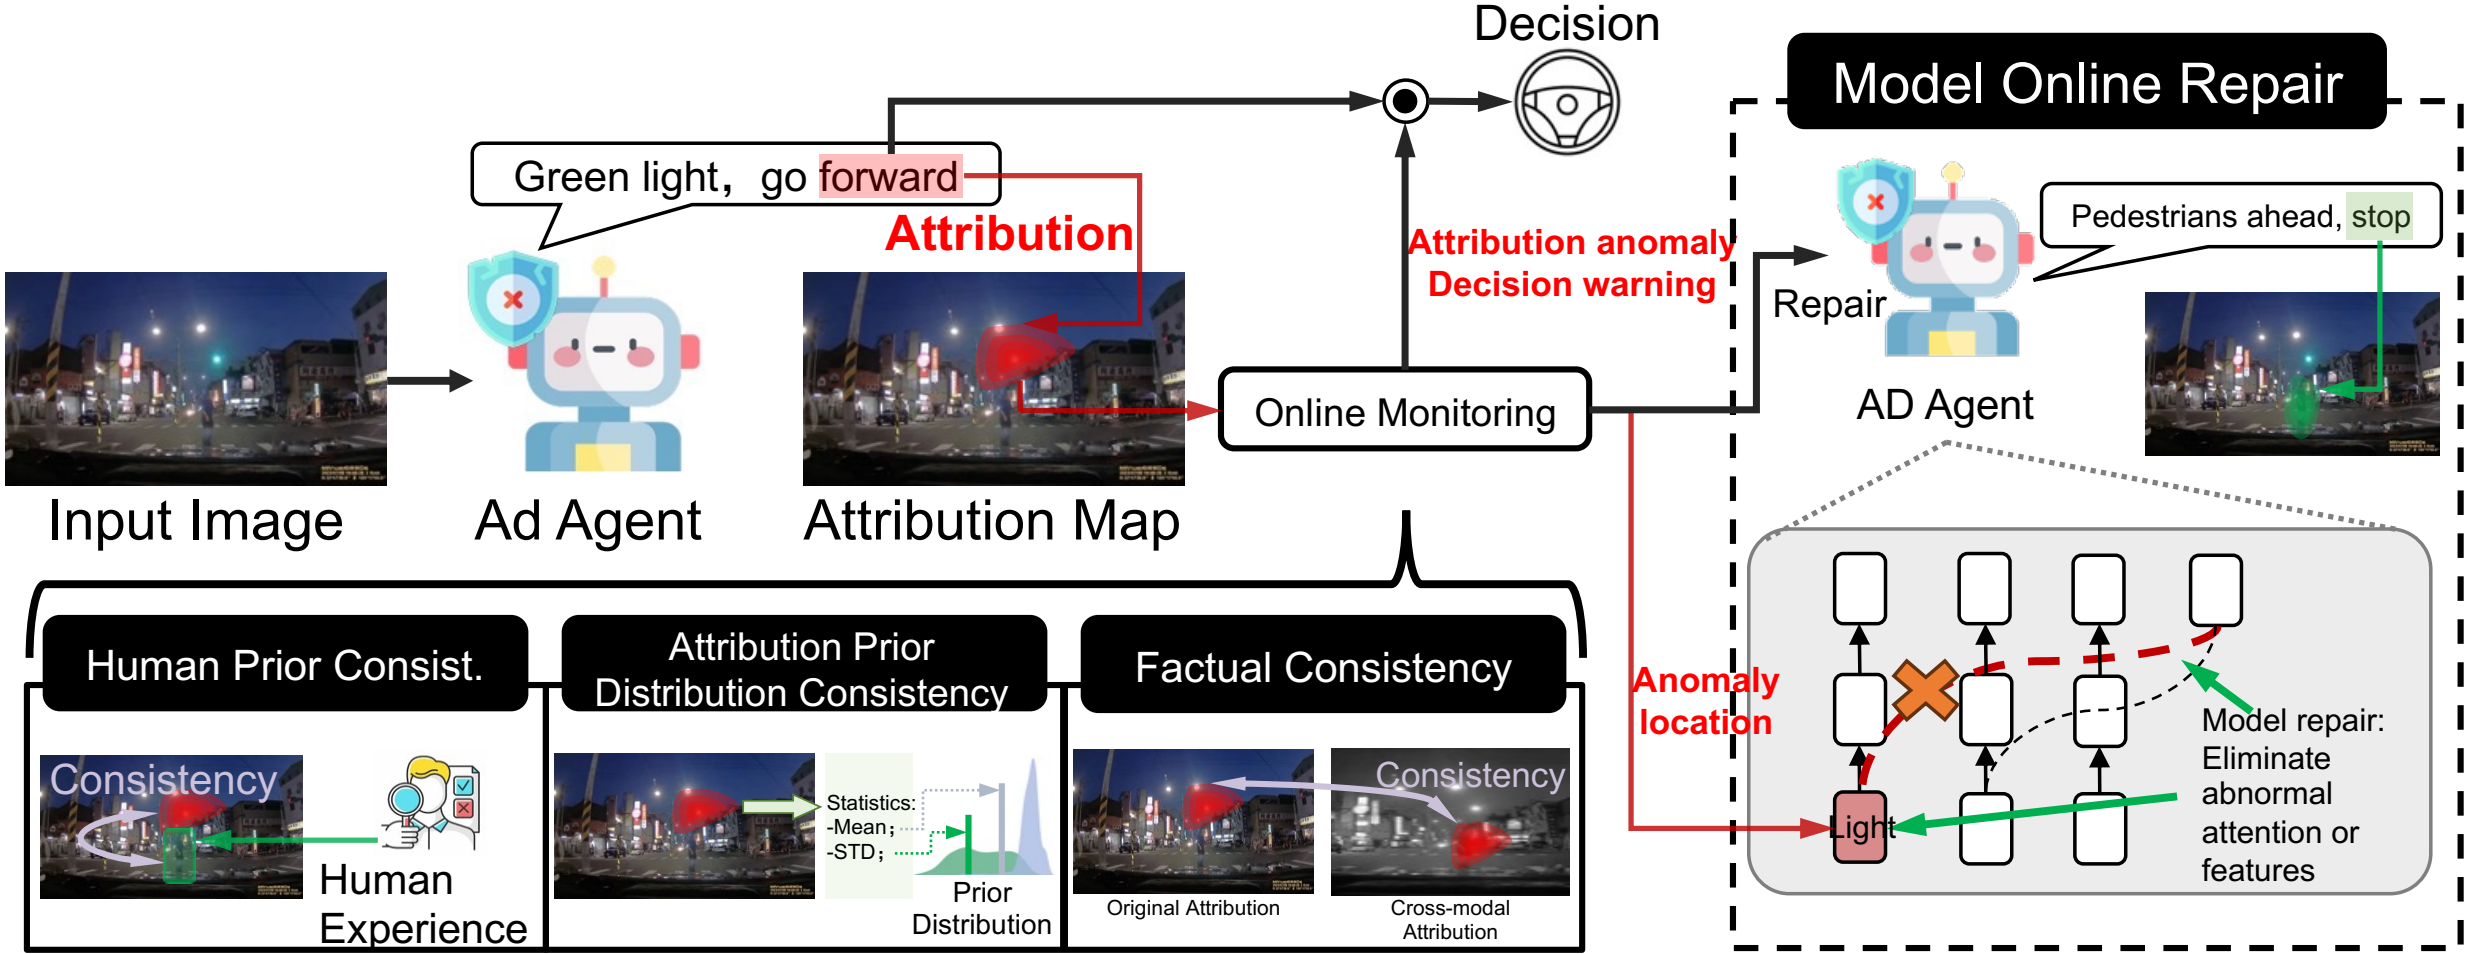 Decision
Model Online Repair
Green light, go forward
Attribution
Attribution anomaly
Decision warning
Pedestrians ahead, stop
Repair
AD Agent
Online Monitoring
Input Image
Ad Agent
Attribution Map
Human Prior Consist.
Attribution Prior
Distribution Consistency
Factual Consistency
Anomaly
location
Model repair:
Eliminate
abnormal
attention or
features
Light
Consistency
Human
Experience
Statistics:
-Mean;
-STD;
Prior
Distribution
Consistency
Original Attribution
Cross-modal
Attribution